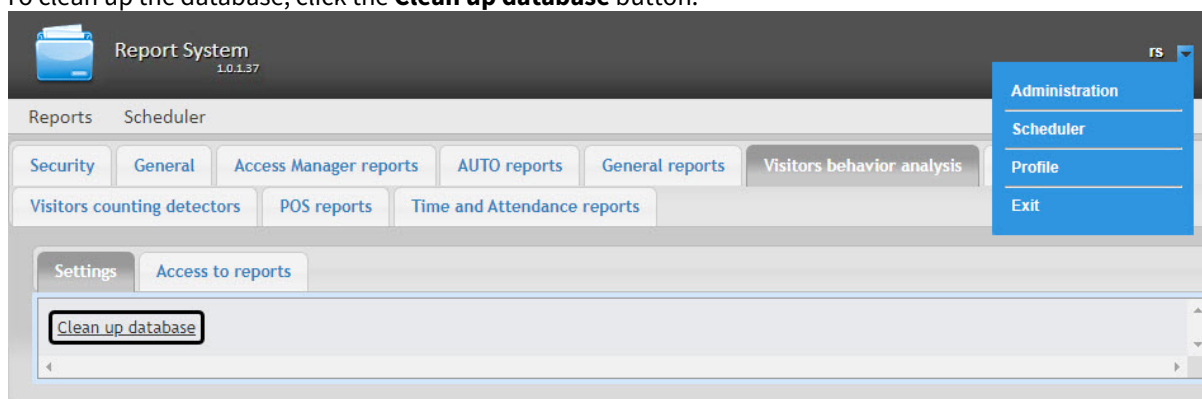 To clean up the database, click the Clean up database button.
Report System
1.0.1.37
rs
Administration
Scheduler
Profile
Exit
Reports Scheduler
Security General Access Manager reports AUTO reports General reports Visitors behavior analysis
Visitors counting detectors POS reports Time and Attendance reports
Settings Access to reports
Clean up database